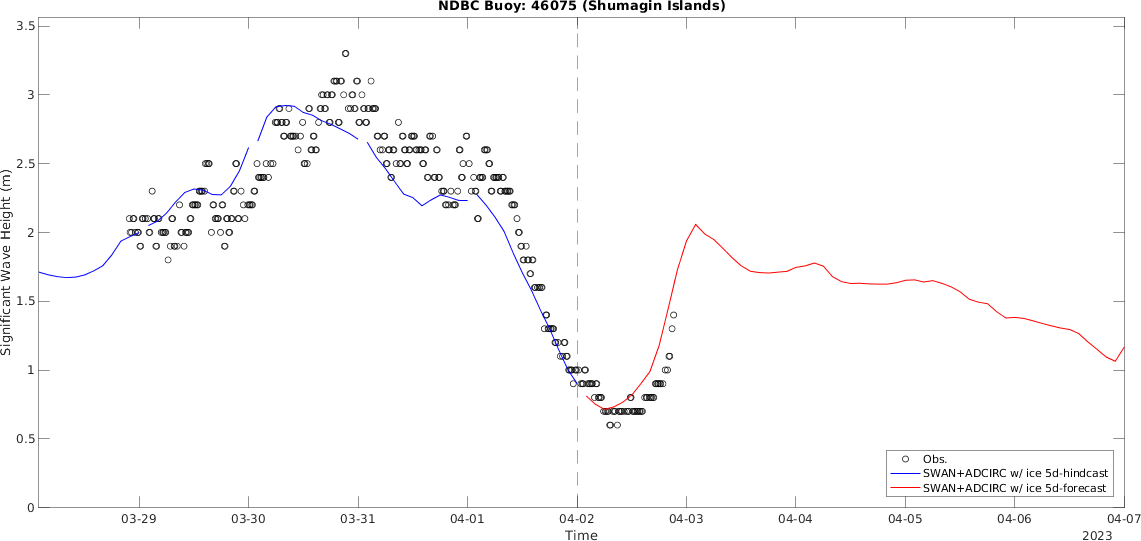 NDBC Buoy: 46075 (Shumagin Islands)
3.5
3
2.5
2
1.5
1
0.5
0
Significant Wave Height (m)
Obs.
SWAN+ADCIRC w/ ice 5d-hindcast
SWAN+ADCIRC w/ ice 5d-forecast
03-29 03-30 03-31 04-01 04-02 04-03 04-04 04-05 04-06 04-07
Time
2023